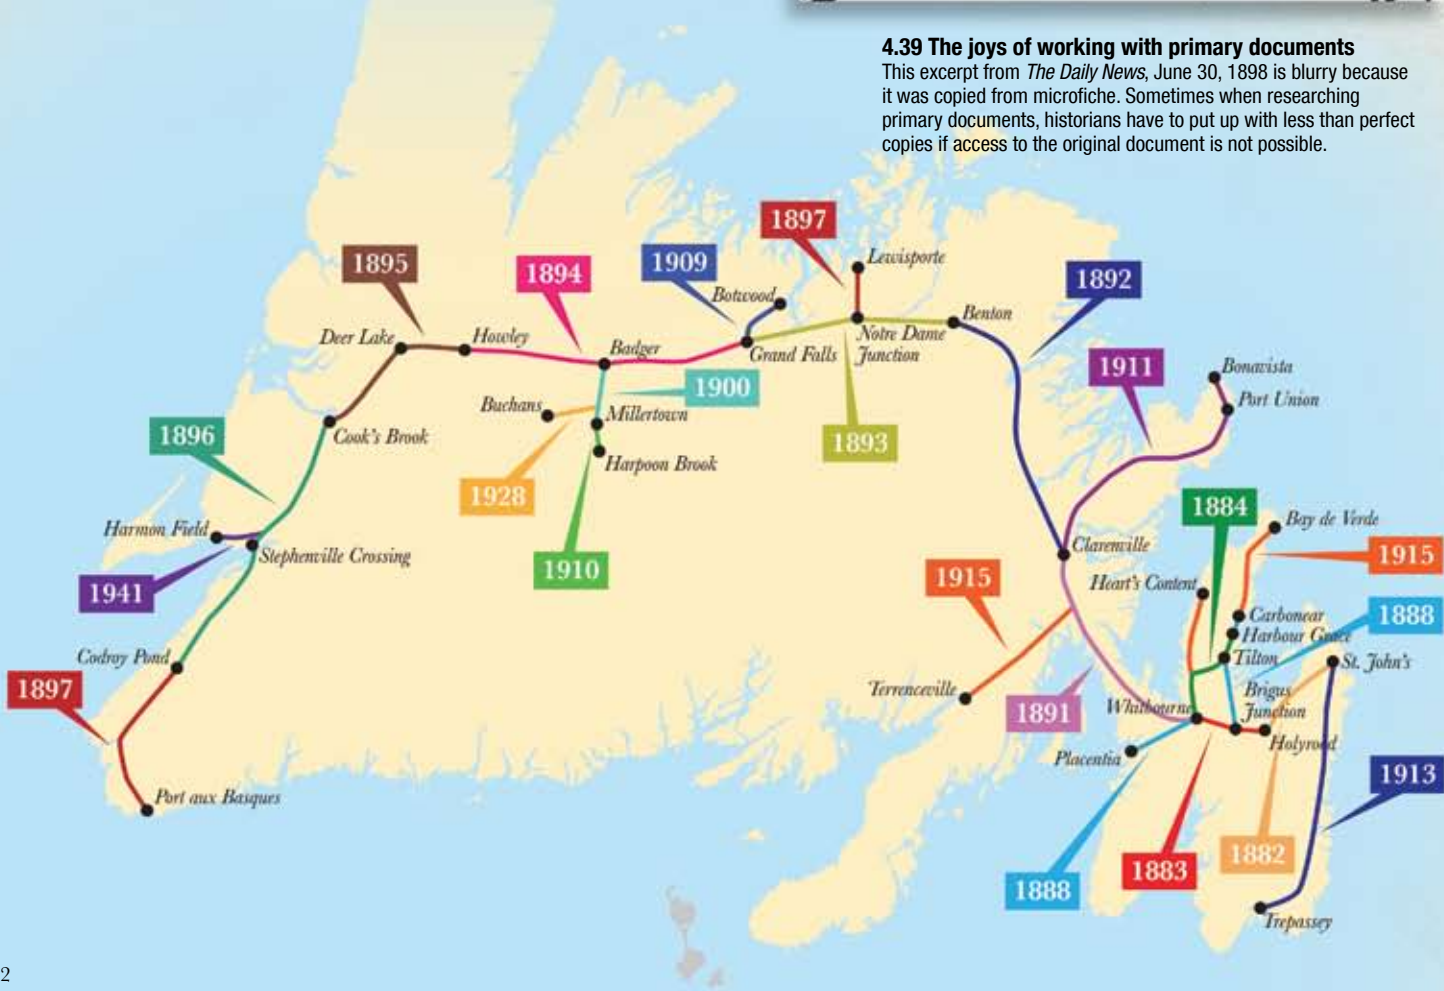 4.39 The joys of working with primary documents
This excerpt from The Daily News, June 30, 1898 is blurry because
it was copied from microfiche. Sometimes when researching
primary documents, historians have to put up with less than perfect
copies if access to the original document is not possible.
1897
Lewisporte
1895
1894
1909
Botwood
1892
Deer Lake
Howley
Badger
Grand Falls
Notre Dame
Junction
Benton
1911
Bonavista
Port Union
1900
Buchans
Millertown
1893
Cook's Brook
1896
Harpoon Brook
1928
1884
Bay de Verde
Harmon Field
Stephenville Crossing
Clarenville
1915
1910
1941
1915
Heart's Content
Carbonear
1888
Harbour Grace
Tilton
St. John's
Codroy Pond
1897
Terrenceville
1891
Whitbourne
Brigus
Junction
Holyrood
Placentia
1913
Port aux Basques
1882
1883
1888
Trepassey
2